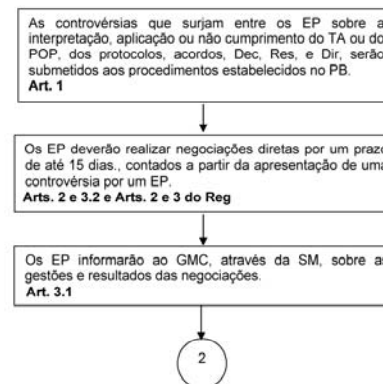 As controvérsias que surjam entre os EP sobre a
interpretação, aplicação ou não cumprimento do TA ou do
POP, dos protocolos, acordos, Dec, Res, e Dir, serão
submetidos aos procedimentos estabelecidos no PB.
Art. 1
Os EP deverão realizar negociações diretas por um prazo
de até 15 dias., contados a partir da apresentação de uma
controvérsia por um EP.
Arts. 2 e 3.2 e Arts. 2 e 3 do Reg
Os EP informarão ao GMC, através da SM, sobre as
gestões e resultados das negociações.
Art. 3.1
2